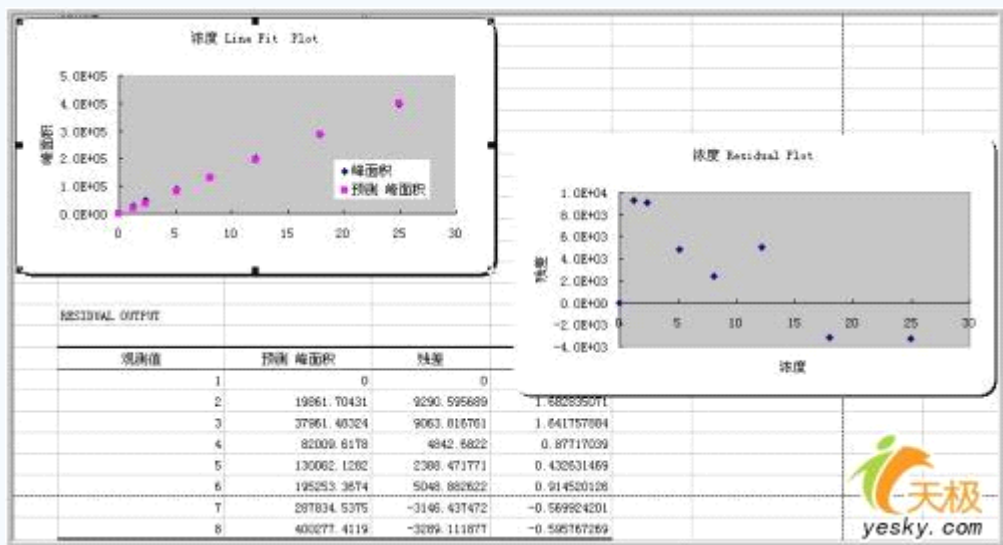 浓度 Line Fit Plot
5.0E+05
4.0E+05
3.0E+05
2.0E+05
1.0E+05
0.0E+00
峰面积
0 5 10 15 20 25 30
峰面积
预测 峰面积
浓度 Residual Plot
1.0E+04
8.0E+03
6.0E+03
4.0E+03
2.0E+03
0.0E+00
-2.0E+03
-4.0E+03
残差
0 5 10 15 20 25 30
浓度
RESIDUAL OUTPUT
观测值 预测 峰面积 残差
1 0 0
2 19861.70431 9290.595689 1.682835071
3 37961.48324 9063.816761 1.641757884
4 82009.6178 4842.6822 0.87717039
5 130062.1282 2388.471771 0.432631469
6 195253.3674 5048.882622 0.914520126
7 287834.5375 -3146.437472 -0.569924201
8 400277.4119 -3289.111877 -0.595767269
天极
yesky.com